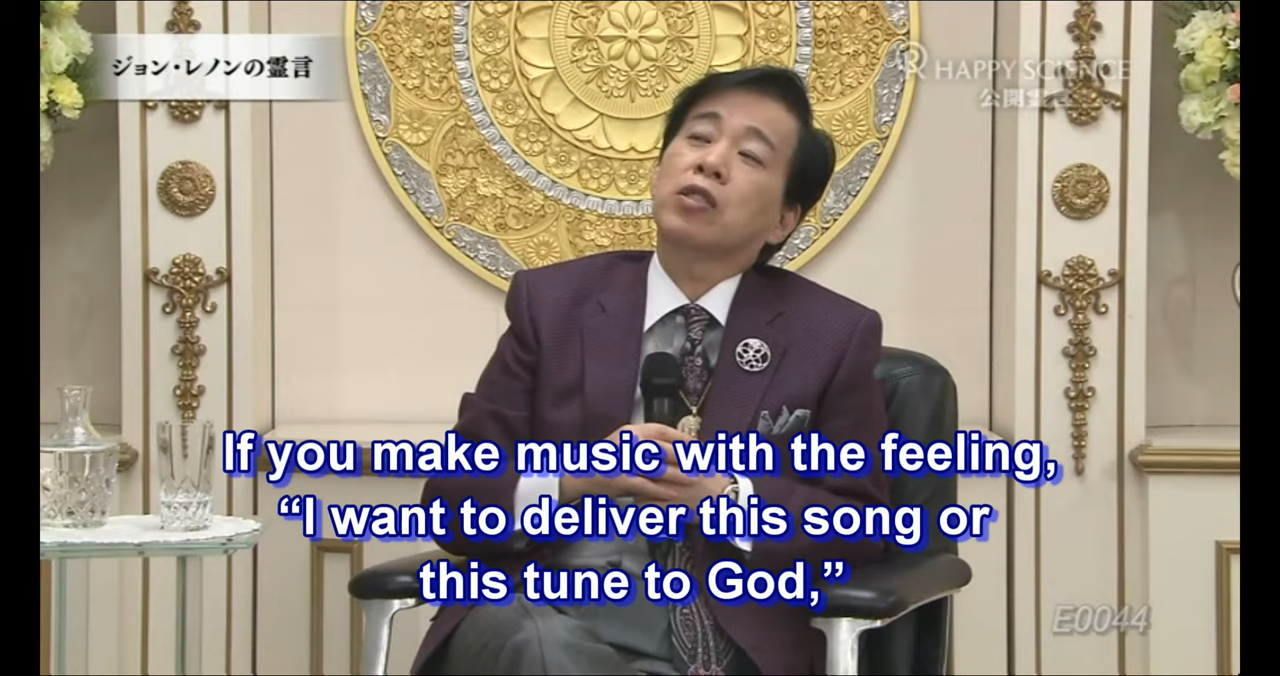 ジョン・レノンの霊言
HAPPY SCIENCE
公開霊言
If you make music with the feeling,
“I want to deliver this song or
this tune to God,”
E0044